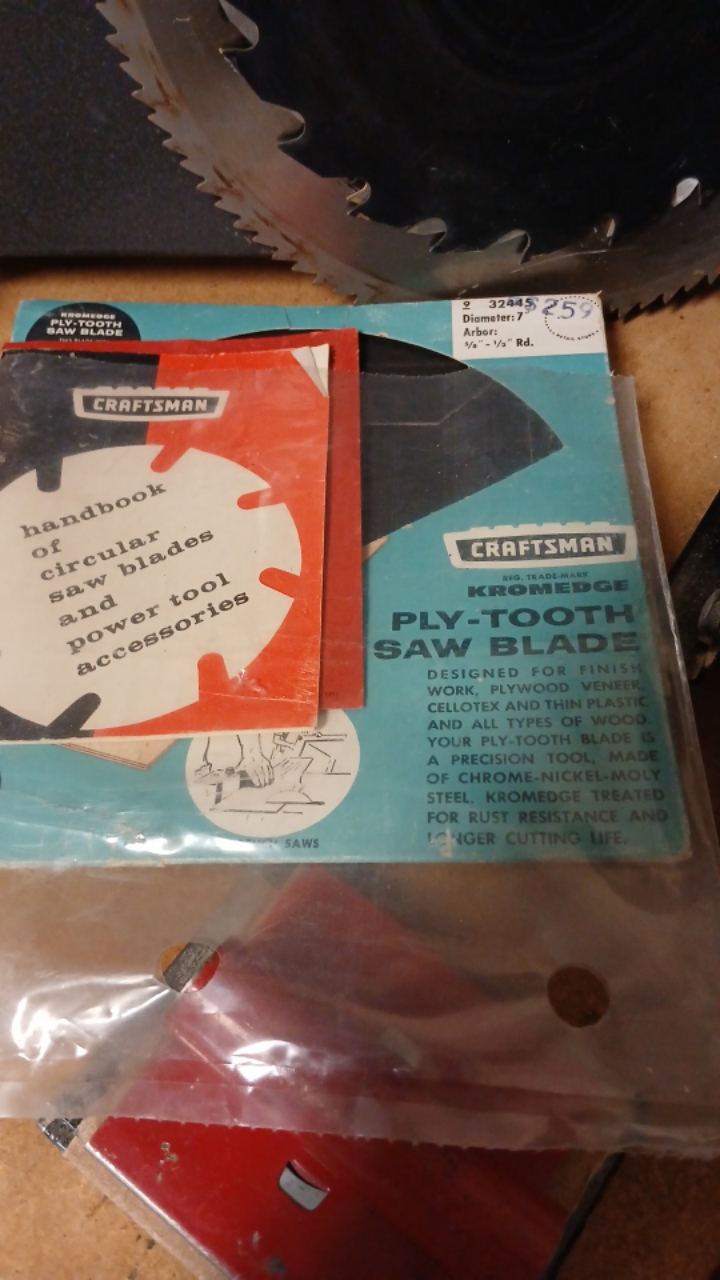 KROMEDGE
PLY-TOOTH
SAW BLADE
9 32445
$2.59
Diameter: 7
Arbor:
5/8" - 1/2" Rd.
CRAFTSMAN
handbook
of
circular
saw blades
and
power tool
accessories
CRAFTSMAN
REG. TRADE-MARK
KROMEDGE
PLY-TOOTH
SAW BLADE
DESIGNED FOR FINISH
WORK, PLYWOOD VENEER,
CELLOTEX AND THIN PLASTIC
AND ALL TYPES OF WOOD.
YOUR PLY-TOOTH BLADE IS
A PRECISION TOOL, MADE
OF CHROME-NICKEL-MOLY
STEEL, KROMEDGE TREATED
FOR RUST RESISTANCE AND
LONGER CUTTING LIFE.
SAWS